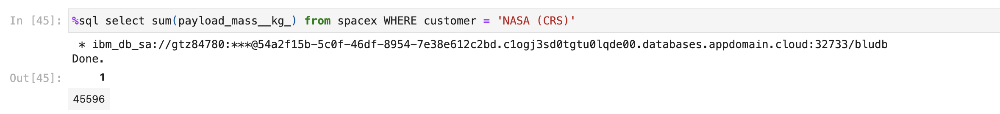 In [45]: %sql select sum(payload_mass__kg_) from spacex WHERE customer = 'NASA (CRS)'
* ibm_db_sa://gtz84780:***@54a2f15b-5c0f-46df-8954-7e38e612c2bd.c1ogj3sd0tgtu0lqde00.databases.appdomain.cloud:32733/bludb
Done.
Out[45]: 1
45596